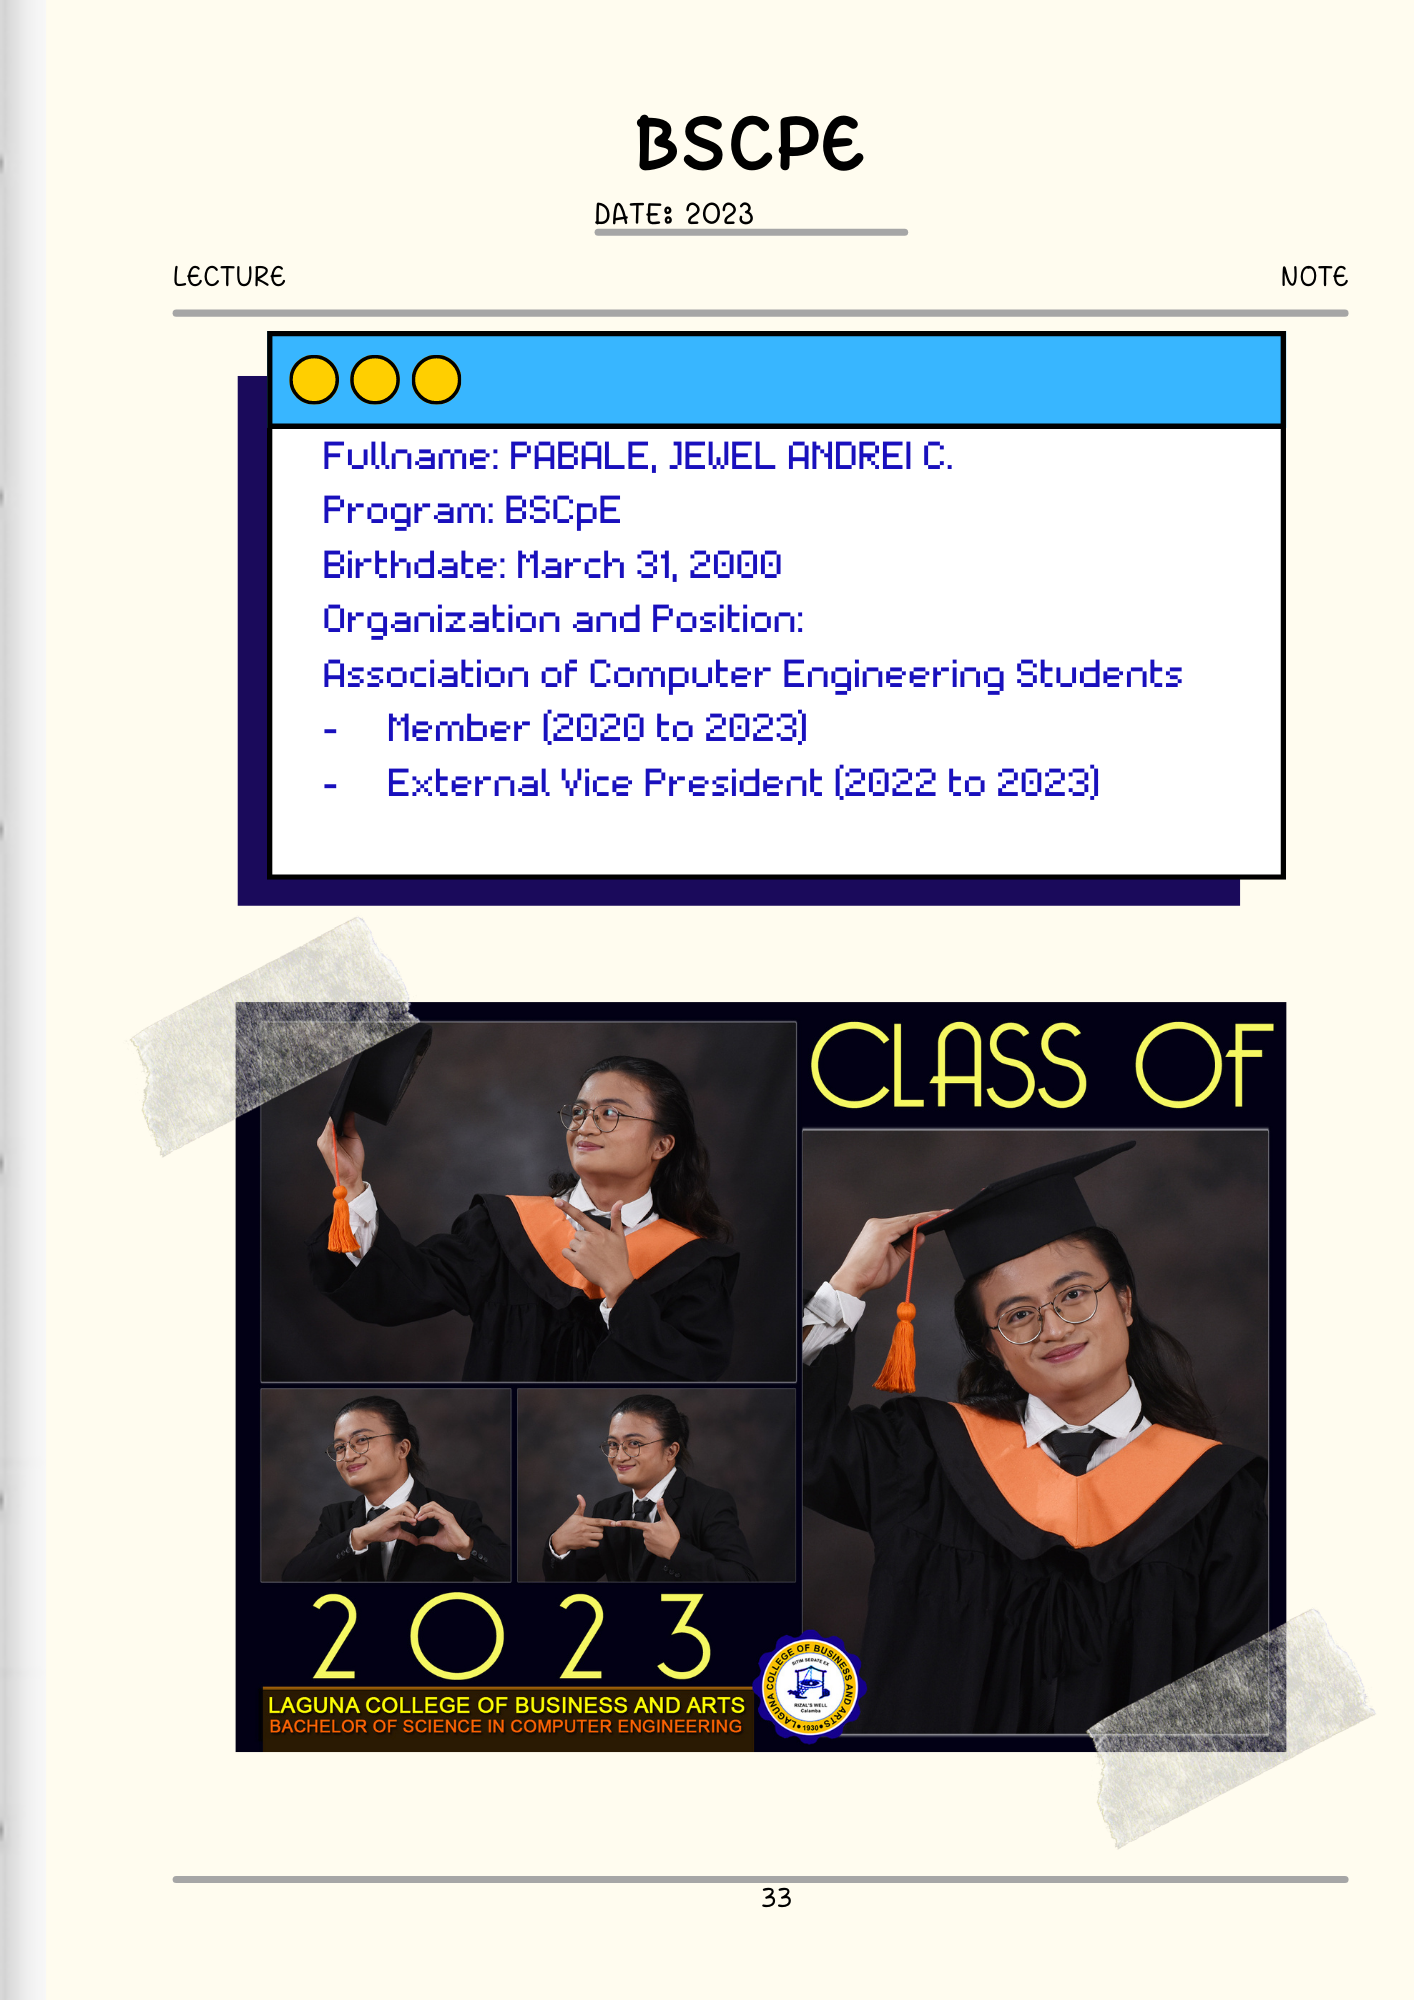 BSCPE
DATE: 2023
LECTURE
NOTE
Fullname: PABALE, JEWEL ANDREI C.
Program: BSCpE
Birthdate: March 31, 2000
Organization and Position:
Association of Computer Engineering Students
- Member (2020 to 2023)
- External Vice President (2022 to 2023)
CLASS OF
2023
LAGUNA COLLEGE OF BUSINESS AND ARTS
BACHELOR OF SCIENCE IN COMPUTER ENGINEERING
LAGUNA COLLEGE OF BUSINESS AND ARTS
SITIM SEDATE EA
RIZAL'S WELL
Calamba
1930
33